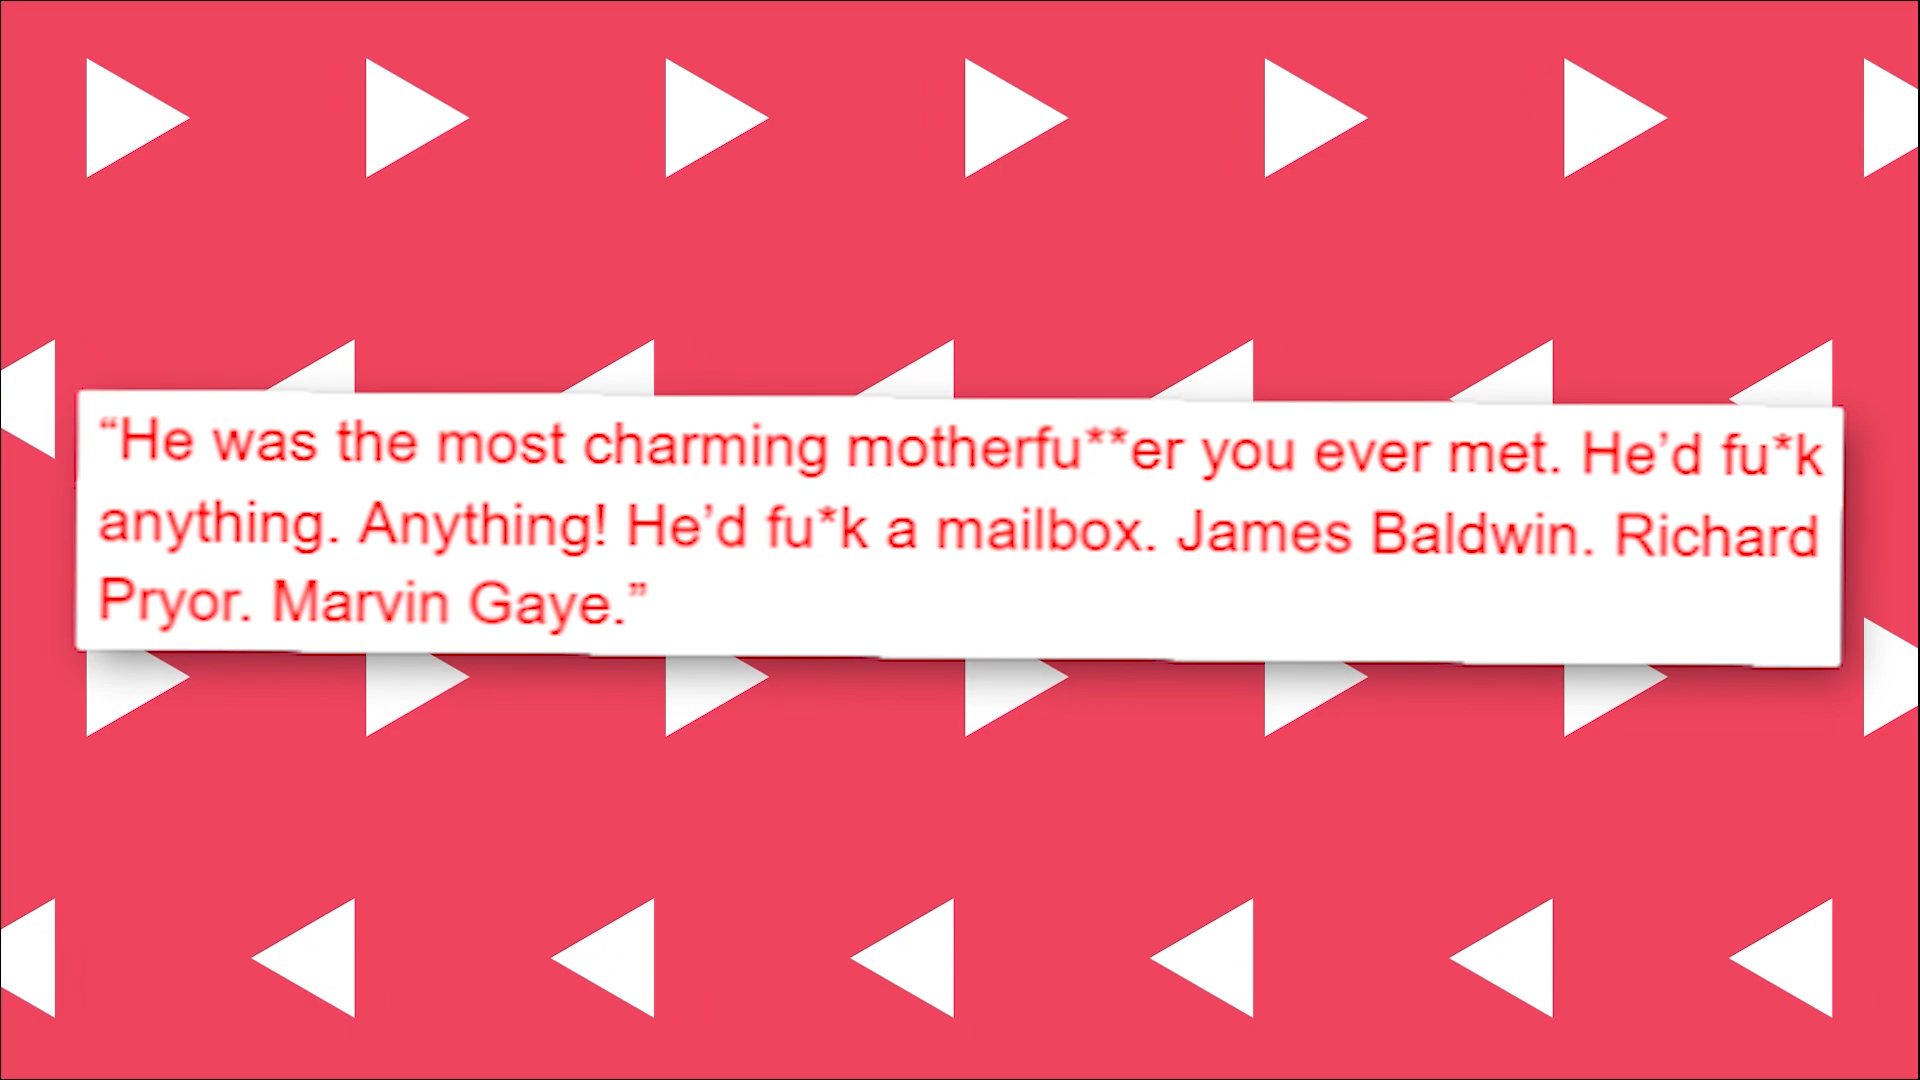 “He was the most charming motherfu**er you ever met. He’d fu*k
anything. Anything! He’d fu*k a mailbox. James Baldwin. Richard
Pryor. Marvin Gaye.”